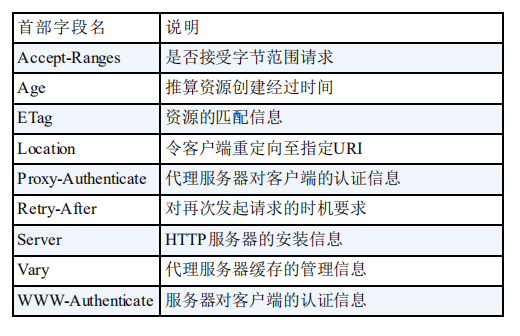 首部字段名 说明
Accept-Ranges 是否接受字节范围请求
Age 推算资源创建经过时间
ETag 资源的匹配信息
Location 令客户端重定向至指定URI
Proxy-Authenticate 代理服务器对客户端的认证信息
Retry-After 对再次发起请求的时机要求
Server HTTP服务器的安装信息
Vary 代理服务器缓存的管理信息
WWW-Authenticate 服务器对客户端的认证信息